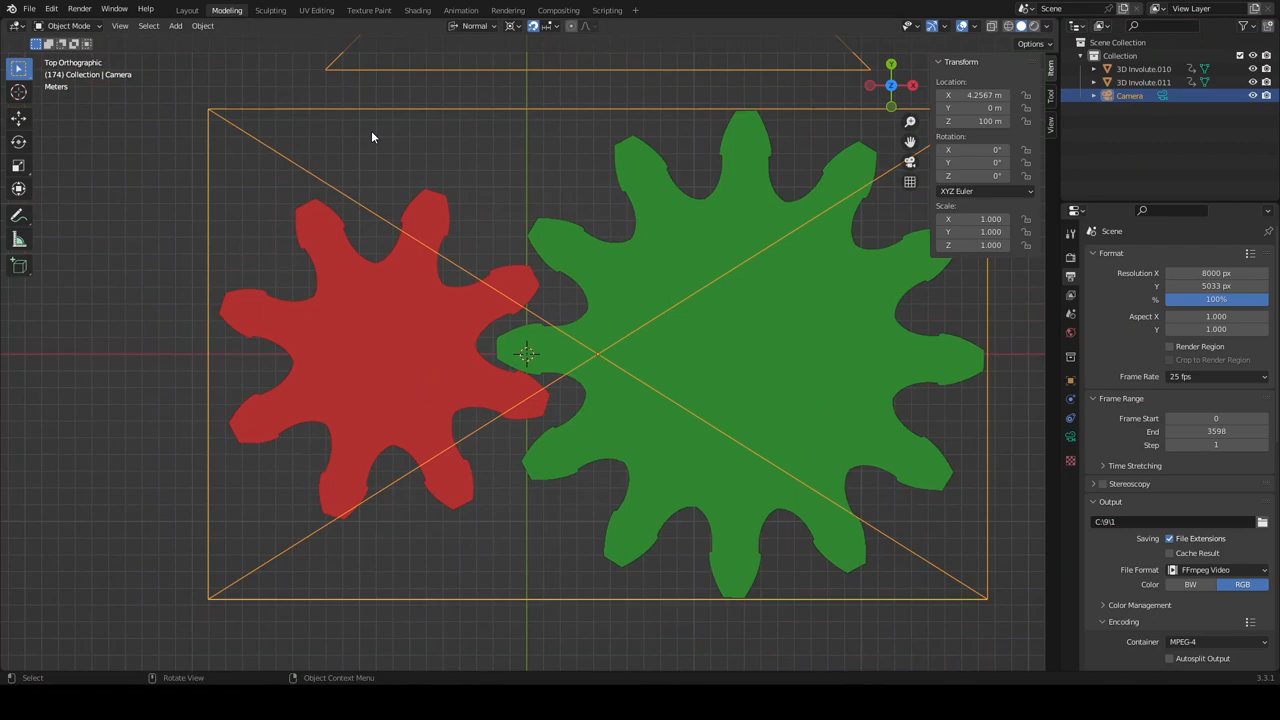 File Edit Render Window Help Layout Modeling Sculpting UV Editing Texture Paint Shading Animation Rendering Compositing Scripting + Scene View Layer
Object Mode View Select Add Object Normal
Options
Top Orthographic
(174) Collection | Camera
Meters
Z Y X
Transform
Location:
X 4.2567 m
Y 0 m
Z 100 m
Rotation:
X 0°
Y 0°
Z 0°
XYZ Euler
Scale:
X 1.000
Y 1.000
Z 1.000
Item
Tool
View
Scene Collection
Collection
3D Involute.010
3D Involute.011
Camera
Scene
Format
Resolution X 8000 px
Y 5033 px
% 100%
Aspect X 1.000
Y 1.000
Render Region
Crop to Render Region
Frame Rate 25 fps
Frame Range
Frame Start 0
End 3598
Step 1
Time Stretching
Stereoscopy
Output
C:\9\1
Saving File Extensions
Cache Result
File Format FFmpeg Video
Color BW RGB
Color Management
Encoding
Container MPEG-4
Autosplit Output
Select Rotate View Object Context Menu 3.3.1